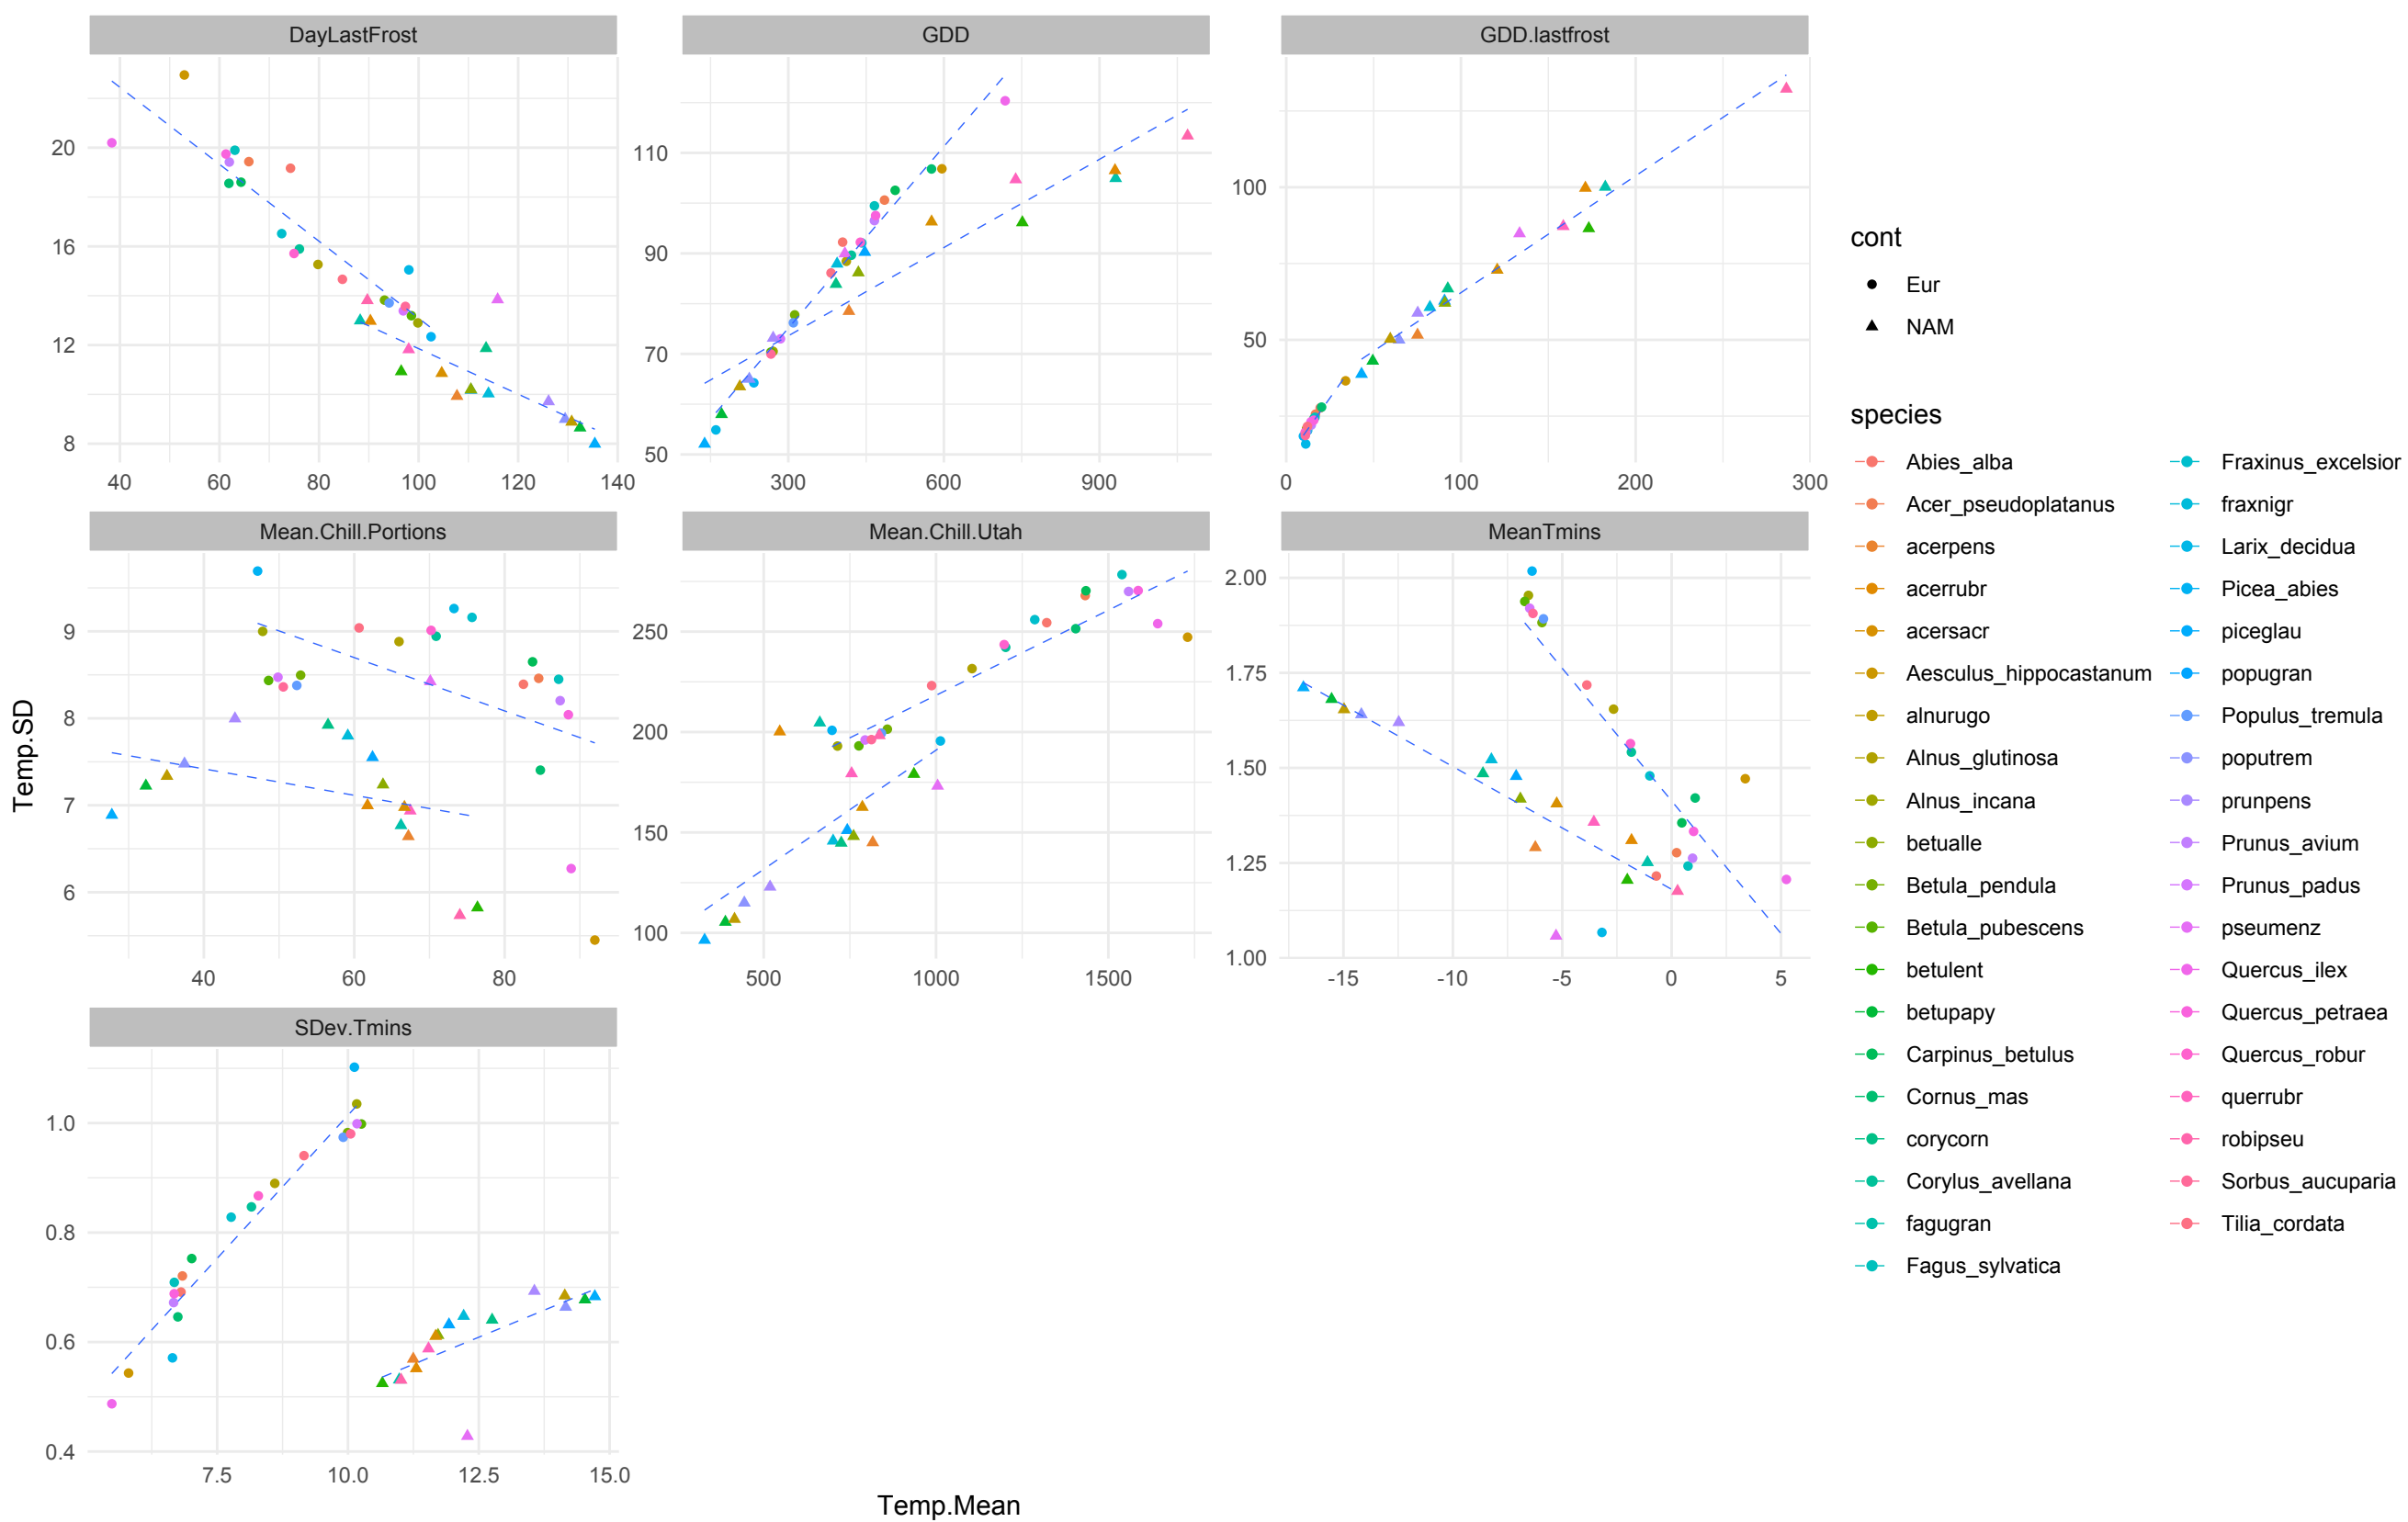 DayLastFrost
GDD
GDD.lastfrost
20
16
12
8
110
90
70
50
100
50
40 60 80 100 120 140
300 600 900
0 100 200 300
Mean.Chill.Portions
Mean.Chill.Utah
MeanTmins
9
8
7
6
250
200
150
100
2.00
1.75
1.50
1.25
1.00
40 60 80
500 1000 1500
-15 -10 -5 0 5
SDev.Tmins
1.0
0.8
0.6
0.4
7.5 10.0 12.5 15.0
Temp.SD
Temp.Mean
cont
Eur
NAM
species
Abies_alba
Acer_pseudoplatanus
acerpens
acerrubr
acersacr
Aesculus_hippocastanum
alnurugo
Alnus_glutinosa
Alnus_incana
betualle
Betula_pendula
Betula_pubescens
betulent
betupapy
Carpinus_betulus
Cornus_mas
corycorn
Corylus_avellana
fagugran
Fagus_sylvatica
Fraxinus_excelsior
fraxnigr
Larix_decidua
Picea_abies
piceglau
popugran
Populus_tremula
poputrem
prunpens
Prunus_avium
Prunus_padus
pseumenz
Quercus_ilex
Quercus_petraea
Quercus_robur
querrubr
robipseu
Sorbus_aucuparia
Tilia_cordata